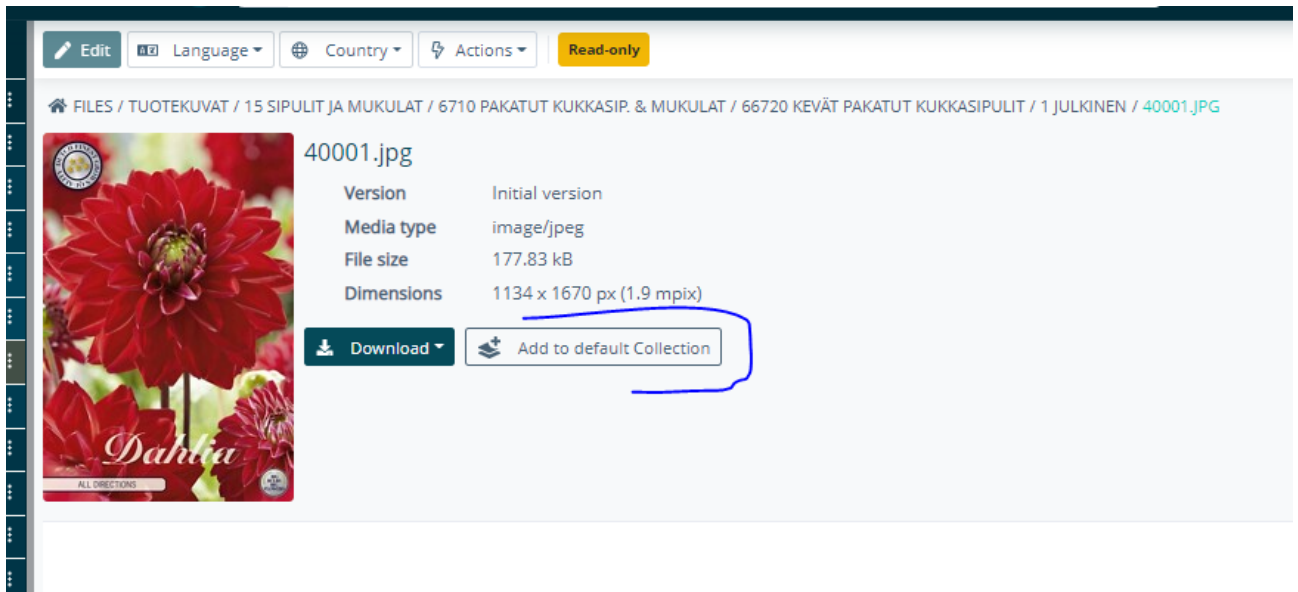 Edit Language Country Actions Read-only
FILES / TUOTEKUVAT / 15 SIPULIT JA MUKULAT / 6710 PAKATUT KUKKASIP. & MUKULAT / 66720 KEVÄT PAKATUT KUKKASIPULIT / 1 JULKINEN / 40001.JPG
40001.jpg
Version Initial version
Media type image/jpeg
File size 177.83 kB
Dimensions 1134 x 1670 px (1.9 mpix)
Download Add to default Collection
Dahlia
ALL DIRECTIONS